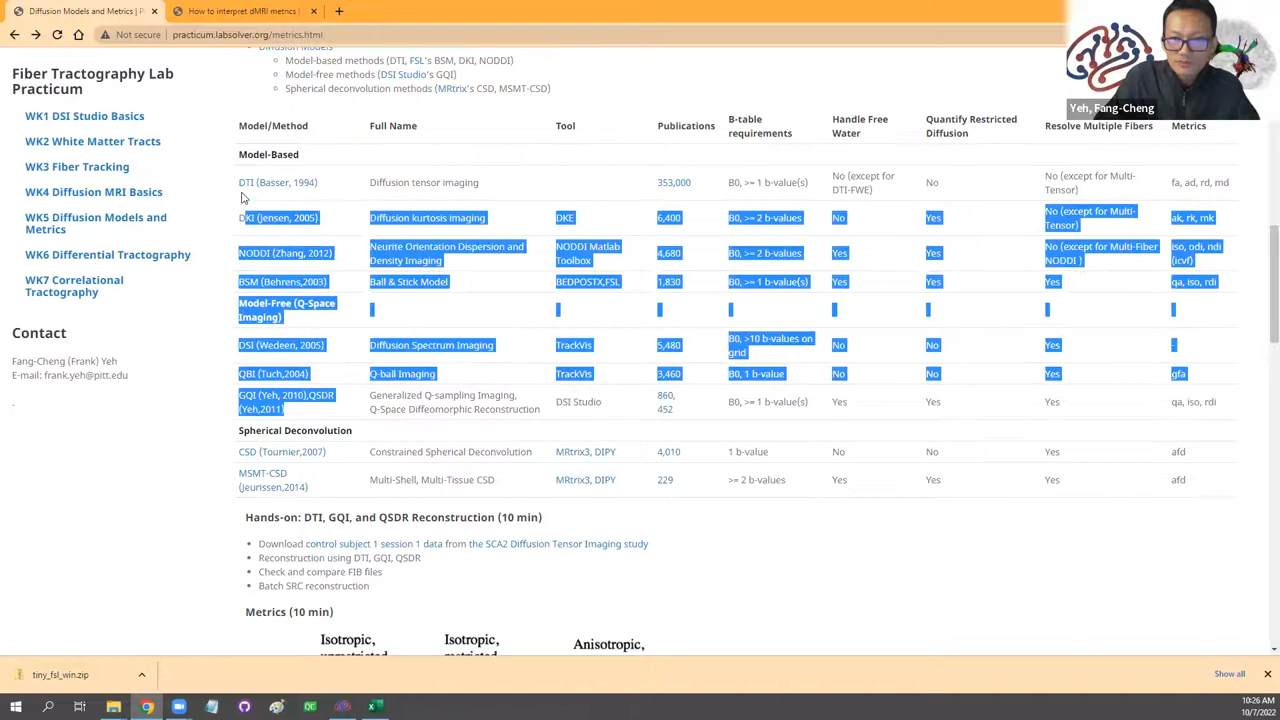 Diffusion Models and Metrics | P
How to interpret dMRI metrics |
Not secure
practicum.labsolver.org/metrics.html
Yeh, Fang-Cheng
Fiber Tractography Lab
Practicum
WK1 DSI Studio Basics
WK2 White Matter Tracts
WK3 Fiber Tracking
WK4 Diffusion MRI Basics
WK5 Diffusion Models and
Metrics
WK6 Differential Tractography
WK7 Correlational
Tractography
Contact
Fang-Cheng (Frank) Yeh
E-mail: frank.yeh@pitt.edu
.
Diffusion Models
Model-based methods (DTI, FSL's BSM, DKI, NODDI)
Model-free methods (DSI Studio's GQI)
Spherical deconvolution methods (MRtrix's CSD, MSMT-CSD)
Model/Method Full Name Tool Publications B-table requirements Handle Free Water Quantify Restricted Diffusion Resolve Multiple Fibers Metrics
Model-Based
DTI (Basser, 1994) Diffusion tensor imaging 353,000 B0, >= 1 b-value(s) No (except for DTI-FWE) No No (except for Multi-Tensor) fa, ad, rd, md
DKI (Jensen, 2005) Diffusion kurtosis imaging DKE 6,400 B0, >= 2 b-values No Yes No (except for Multi-Tensor) ak, rk, mk
NODDI (Zhang, 2012) Neurite Orientation Dispersion and Density Imaging NODDI Matlab Toolbox 4,680 B0, >= 2 b-values Yes Yes No (except for Multi-Fiber NODDI ) iso, odi, ndi (icvf)
BSM (Behrens,2003) Ball & Stick Model BEDPOSTX,FSL 1,830 B0, >= 1 b-value(s) Yes Yes Yes qa, iso, rdi
Model-Free (Q-Space Imaging)
DSI (Wedeen, 2005) Diffusion Spectrum Imaging TrackVis 5,480 B0, >10 b-values on grid No No Yes -
QBI (Tuch,2004) Q-ball Imaging TrackVis 3,460 B0, 1 b-value No No Yes gfa
GQI (Yeh, 2010),QSDR (Yeh,2011) Generalized Q-sampling Imaging, Q-Space Diffeomorphic Reconstruction DSI Studio 860, 452 B0, >= 1 b-value(s) Yes Yes Yes qa, iso, rdi
Spherical Deconvolution
CSD (Tournier,2007) Constrained Spherical Deconvolution MRtrix3, DIPY 4,010 1 b-value No No Yes afd
MSMT-CSD (Jeurissen,2014) Multi-Shell, Multi-Tissue CSD MRtrix3, DIPY 229 >= 2 b-values Yes Yes Yes afd
Hands-on: DTI, GQI, and QSDR Reconstruction (10 min)
Download control subject 1 session 1 data from the SCA2 Diffusion Tensor Imaging study
Reconstruction using DTI, GQI, QSDR
Check and compare FIB files
Batch SRC reconstruction
Metrics (10 min)
Isotropic, Isotropic, Anisotropic,
unrestricted restricted
tiny_fsl_win.zip
Show all
10:26 AM
10/7/2022